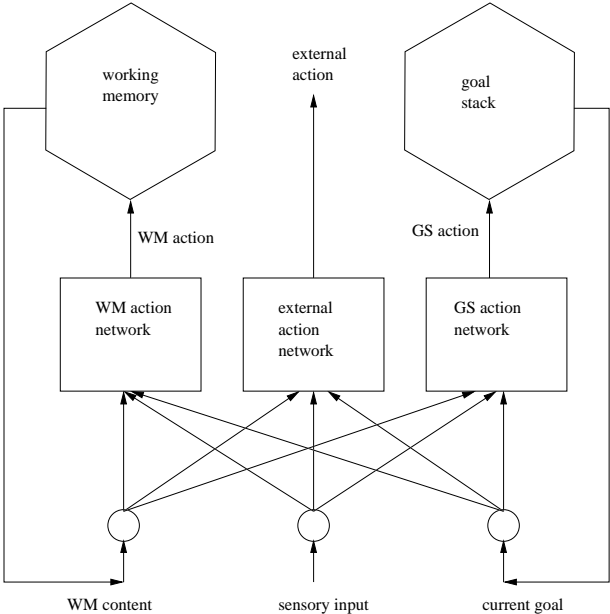 working
memory
external
action
goal
stack
WM action
GS action
WM action
network
external
action
network
GS action
network
WM content
sensory input
current goal